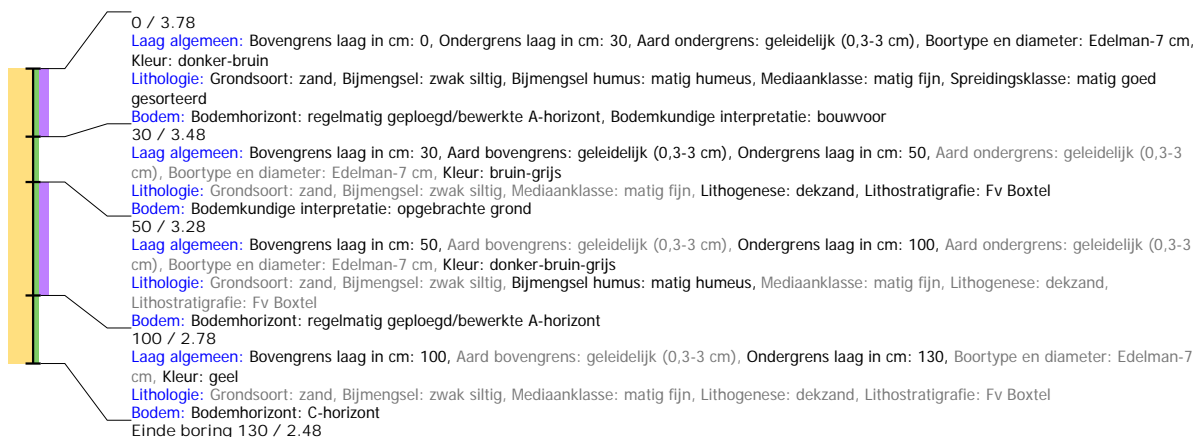 0 / 3.78
Laag algemeen: Bovengrens laag in cm: 0, Ondergrens laag in cm: 30, Aard ondergrens: geleidelijk (0,3-3 cm), Boortype en diameter: Edelman-7 cm,
Kleur: donker-bruin
Lithologie: Grondsoort: zand, Bijmengsel: zwak siltig, Bijmengsel humus: matig humeus, Mediaanklasse: matig fijn, Spreidingsklasse: matig goed
gesorteerd
Bodem: Bodemhorizont: regelmatig geploegd/bewerkte A-horizont, Bodemkundige interpretatie: bouwvoor
30 / 3.48
Laag algemeen: Bovengrens laag in cm: 30, Aard bovengrens: geleidelijk (0,3-3 cm), Ondergrens laag in cm: 50, Aard ondergrens: geleidelijk (0,3-3
cm), Boortype en diameter: Edelman-7 cm, Kleur: bruin-grijs
Lithologie: Grondsoort: zand, Bijmengsel: zwak siltig, Mediaanklasse: matig fijn, Lithogenese: dekzand, Lithostratigrafie: Fv Boxtel
Bodem: Bodemkundige interpretatie: opgebrachte grond
50 / 3.28
Laag algemeen: Bovengrens laag in cm: 50, Aard bovengrens: geleidelijk (0,3-3 cm), Ondergrens laag in cm: 100, Aard ondergrens: geleidelijk (0,3-3
cm), Boortype en diameter: Edelman-7 cm, Kleur: donker-bruin-grijs
Lithologie: Grondsoort: zand, Bijmengsel: zwak siltig, Bijmengsel humus: matig humeus, Mediaanklasse: matig fijn, Lithogenese: dekzand,
Lithostratigrafie: Fv Boxtel
Bodem: Bodemhorizont: regelmatig geploegd/bewerkte A-horizont
100 / 2.78
Laag algemeen: Bovengrens laag in cm: 100, Aard bovengrens: geleidelijk (0,3-3 cm), Ondergrens laag in cm: 130, Boortype en diameter: Edelman-7
cm, Kleur: geel
Lithologie: Grondsoort: zand, Bijmengsel: zwak siltig, Mediaanklasse: matig fijn, Lithogenese: dekzand, Lithostratigrafie: Fv Boxtel
Bodem: Bodemhorizont: C-horizont
Einde boring 130 / 2.48